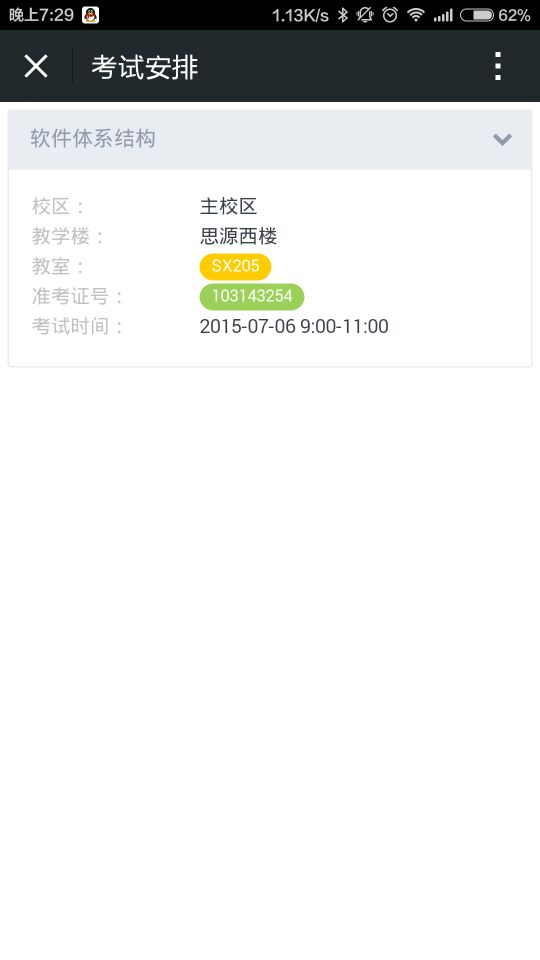 晚上7:29 1.13K/s 62%
考试安排
软件体系结构
校区： 主校区
教学楼： 思源西楼
教室： SX205
准考证号： 103143254
考试时间： 2015-07-06 9:00-11:00